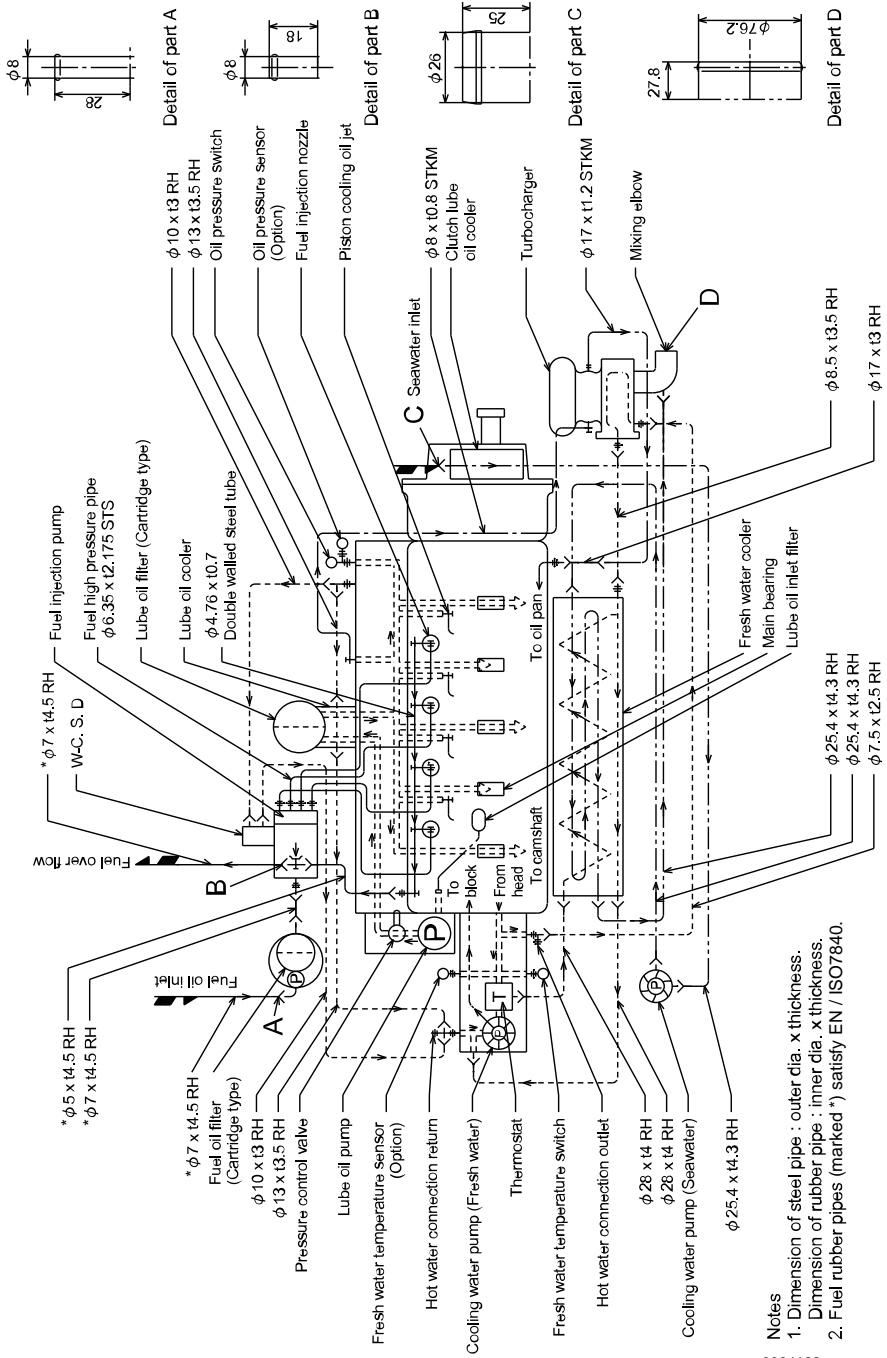 φ8
28
Detail of part A
φ8
18
Detail of part B
φ26
25
Detail of part C
φ76.2
27.8
Detail of part D
Fuel injection pump
Fuel high pressure pipe
φ6.35 x t2.175 STS
Lube oil filter (Cartridge type)
Lube oil cooler
φ4.76 x t0.7
Double walled steel tube
φ10 x t3 RH
φ13 x t3.5 RH
Oil pressure switch
Oil pressure sensor
(Option)
Fuel injection nozzle
Piston cooling oil jet
C Seawater inlet
φ8 x t0.8 STKM
Clutch lube
oil cooler
Turbocharger
φ17 x t1.2 STKM
Mixing elbow
D
*φ7 x t4.5 RH
W-C. S. D
Fuel over flow
B
Fuel oil inlet
A
P
*φ5 x t4.5 RH
*φ7 x t4.5 RH
*φ7 x t4.5 RH
Fuel oil filter
(Cartridge type)
φ10 x t3 RH
φ13 x t3.5 RH
Pressure control valve
Lube oil pump
Fresh water temperature sensor
(Option)
Hot water connection return
Cooling water pump (Fresh water)
Thermostat
Fresh water temperature switch
Hot water connection outlet
φ28 x t4 RH
φ28 x t4 RH
Cooling water pump (Seawater)
φ25.4 x t4.3 RH
P
To
block
From
head
T
P
P
To camshaft
To oil pan
φ8.5 x t3.5 RH
φ17 x t3 RH
Fresh water cooler
Main bearing
Lube oil inlet filter
φ25.4 x t4.3 RH
φ25.4 x t4.3 RH
φ7.5 x t2.5 RH
Notes
1. Dimension of steel pipe : outer dia. x thickness.
Dimension of rubber pipe : inner dia. x thickness.
2. Fuel rubber pipes (marked *) satisfy EN / ISO7840.